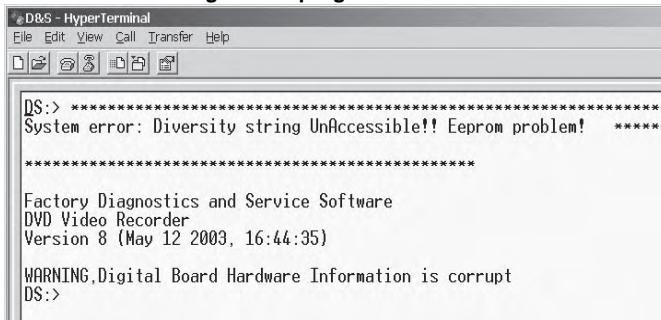 D&S - HyperTerminal
File Edit View Call Transfer Help
DS:> ****************************************************************
System error: Diversity string UnAccessible!! Eeprom problem!   *****
*************************************************
Factory Diagnostics and Service Software
DVD Video Recorder
Version 8 (May 12 2003, 16:44:35)
WARNING,Digital Board Hardware Information is corrupt
DS:>